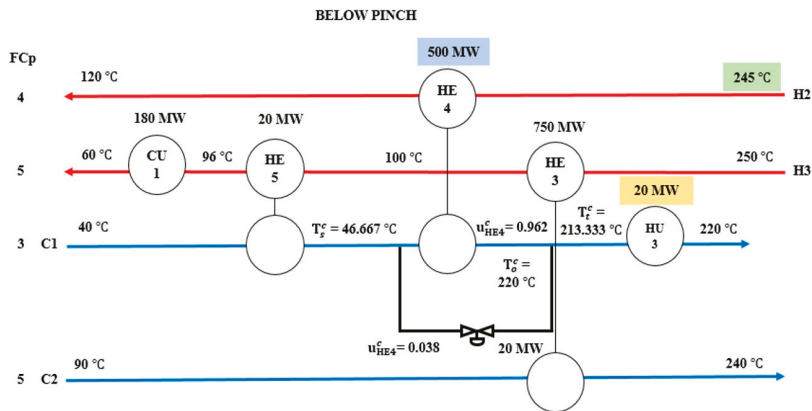 BELOW PINCH
500 MW
FCp
120 °C
245 °C
4
HE
4
H2
180 MW
20 MW
750 MW
60 °C
CU
1
96 °C
HE
5
100 °C
HE
3
250 °C
5
H3
20 MW
40 °C
T_s^c = 46.667 °C
u_HE4^c = 0.962
T_t^c =
213.333 °C
HU
3
220 °C
3 C1
T_o^c =
220 °C
u_HE4^c = 0.038
20 MW
90 °C
240 °C
5 C2